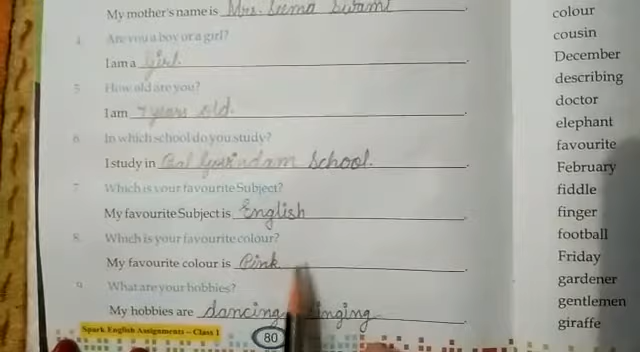 My mother's name is Mrs. Seema Swami
4. Are you a boy or a girl?
I am a girl.
5. How old are you?
I am 7 years old.
6. In which school do you study?
I study in Bal Govindam School.
7. Which is your favourite Subject?
My favourite Subject is English
8. Which is your favourite colour?
My favourite colour is Pink
9. What are your hobbies?
My hobbies are dancing
Spark English Assignments – Class 1
80
colour
cousin
December
describing
doctor
elephant
favourite
February
fiddle
finger
football
Friday
gardener
gentlemen
giraffe